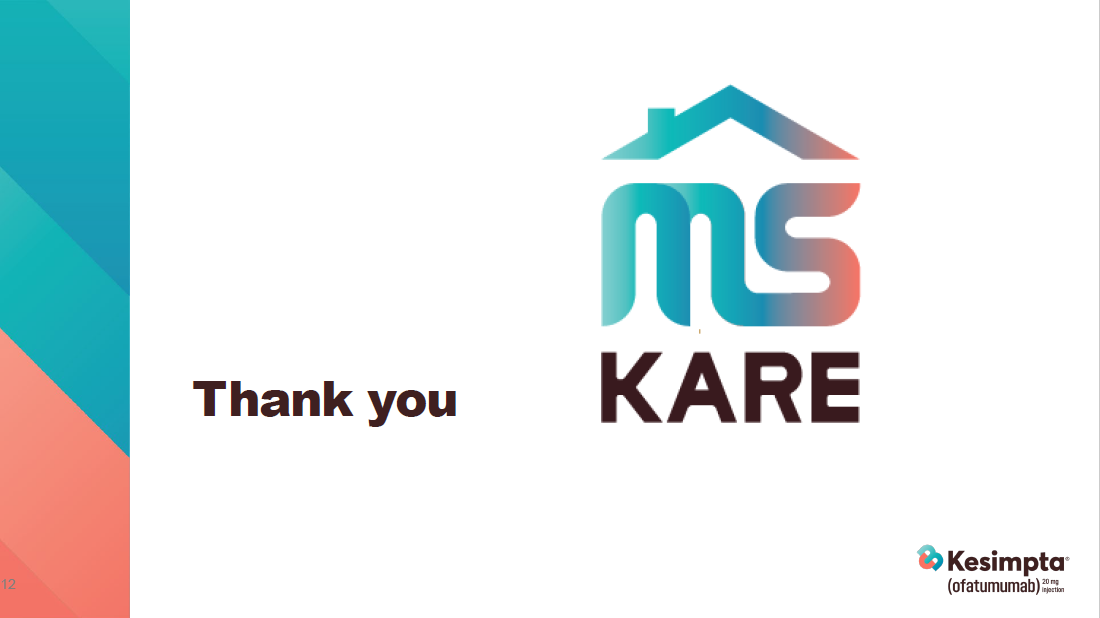 MS
KARE
Thank you
Kesimpta®
(ofatumumab) 20 mg injection
12